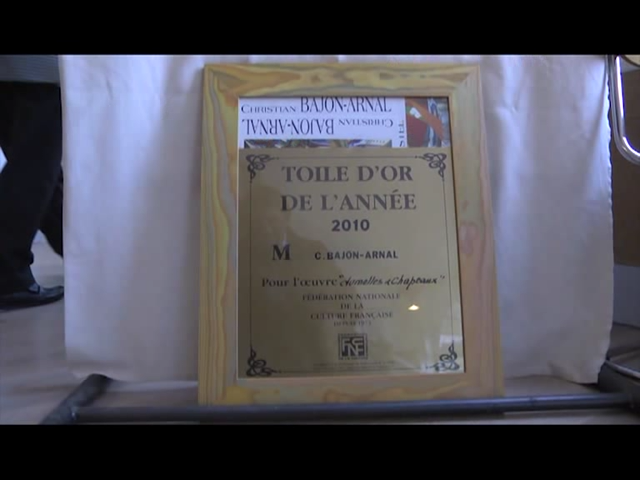 CHRISTIAN BAJON-ARNAL
CHRISTIAN BAJON-ARNAL
TOILE D'OR
DE L'ANNÉE
2010
M C. BAJON-ARNAL
Pour l'œuvre " & Chapeaux"
FÉDÉRATION NATIONALE
DE LA
CULTURE FRANÇAISE